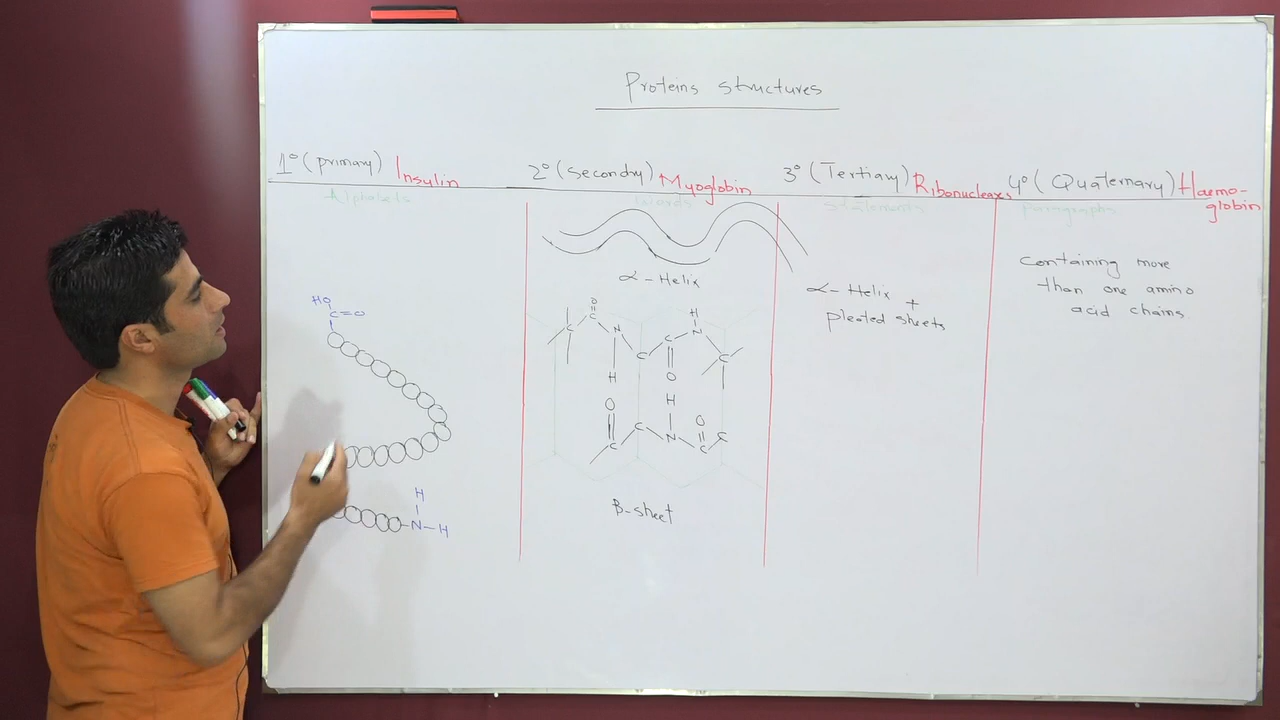 Proteins structures
1° (primary) Insulin
2° (secondry) Myoglobin
3° (Tertiary) Ribonucleaxs
4° (Quaternary) Haemo-
globin
Alphabets
words
statements
paragraphs
HO
C=O
H
N-H
α-Helix
O
C
C
N
H
C
C
O
H
N
C
O
C
C
H
N
O
C
C
β-sheet
α-Helix +
pleated sheets
Containing more
than one amino
acid chains